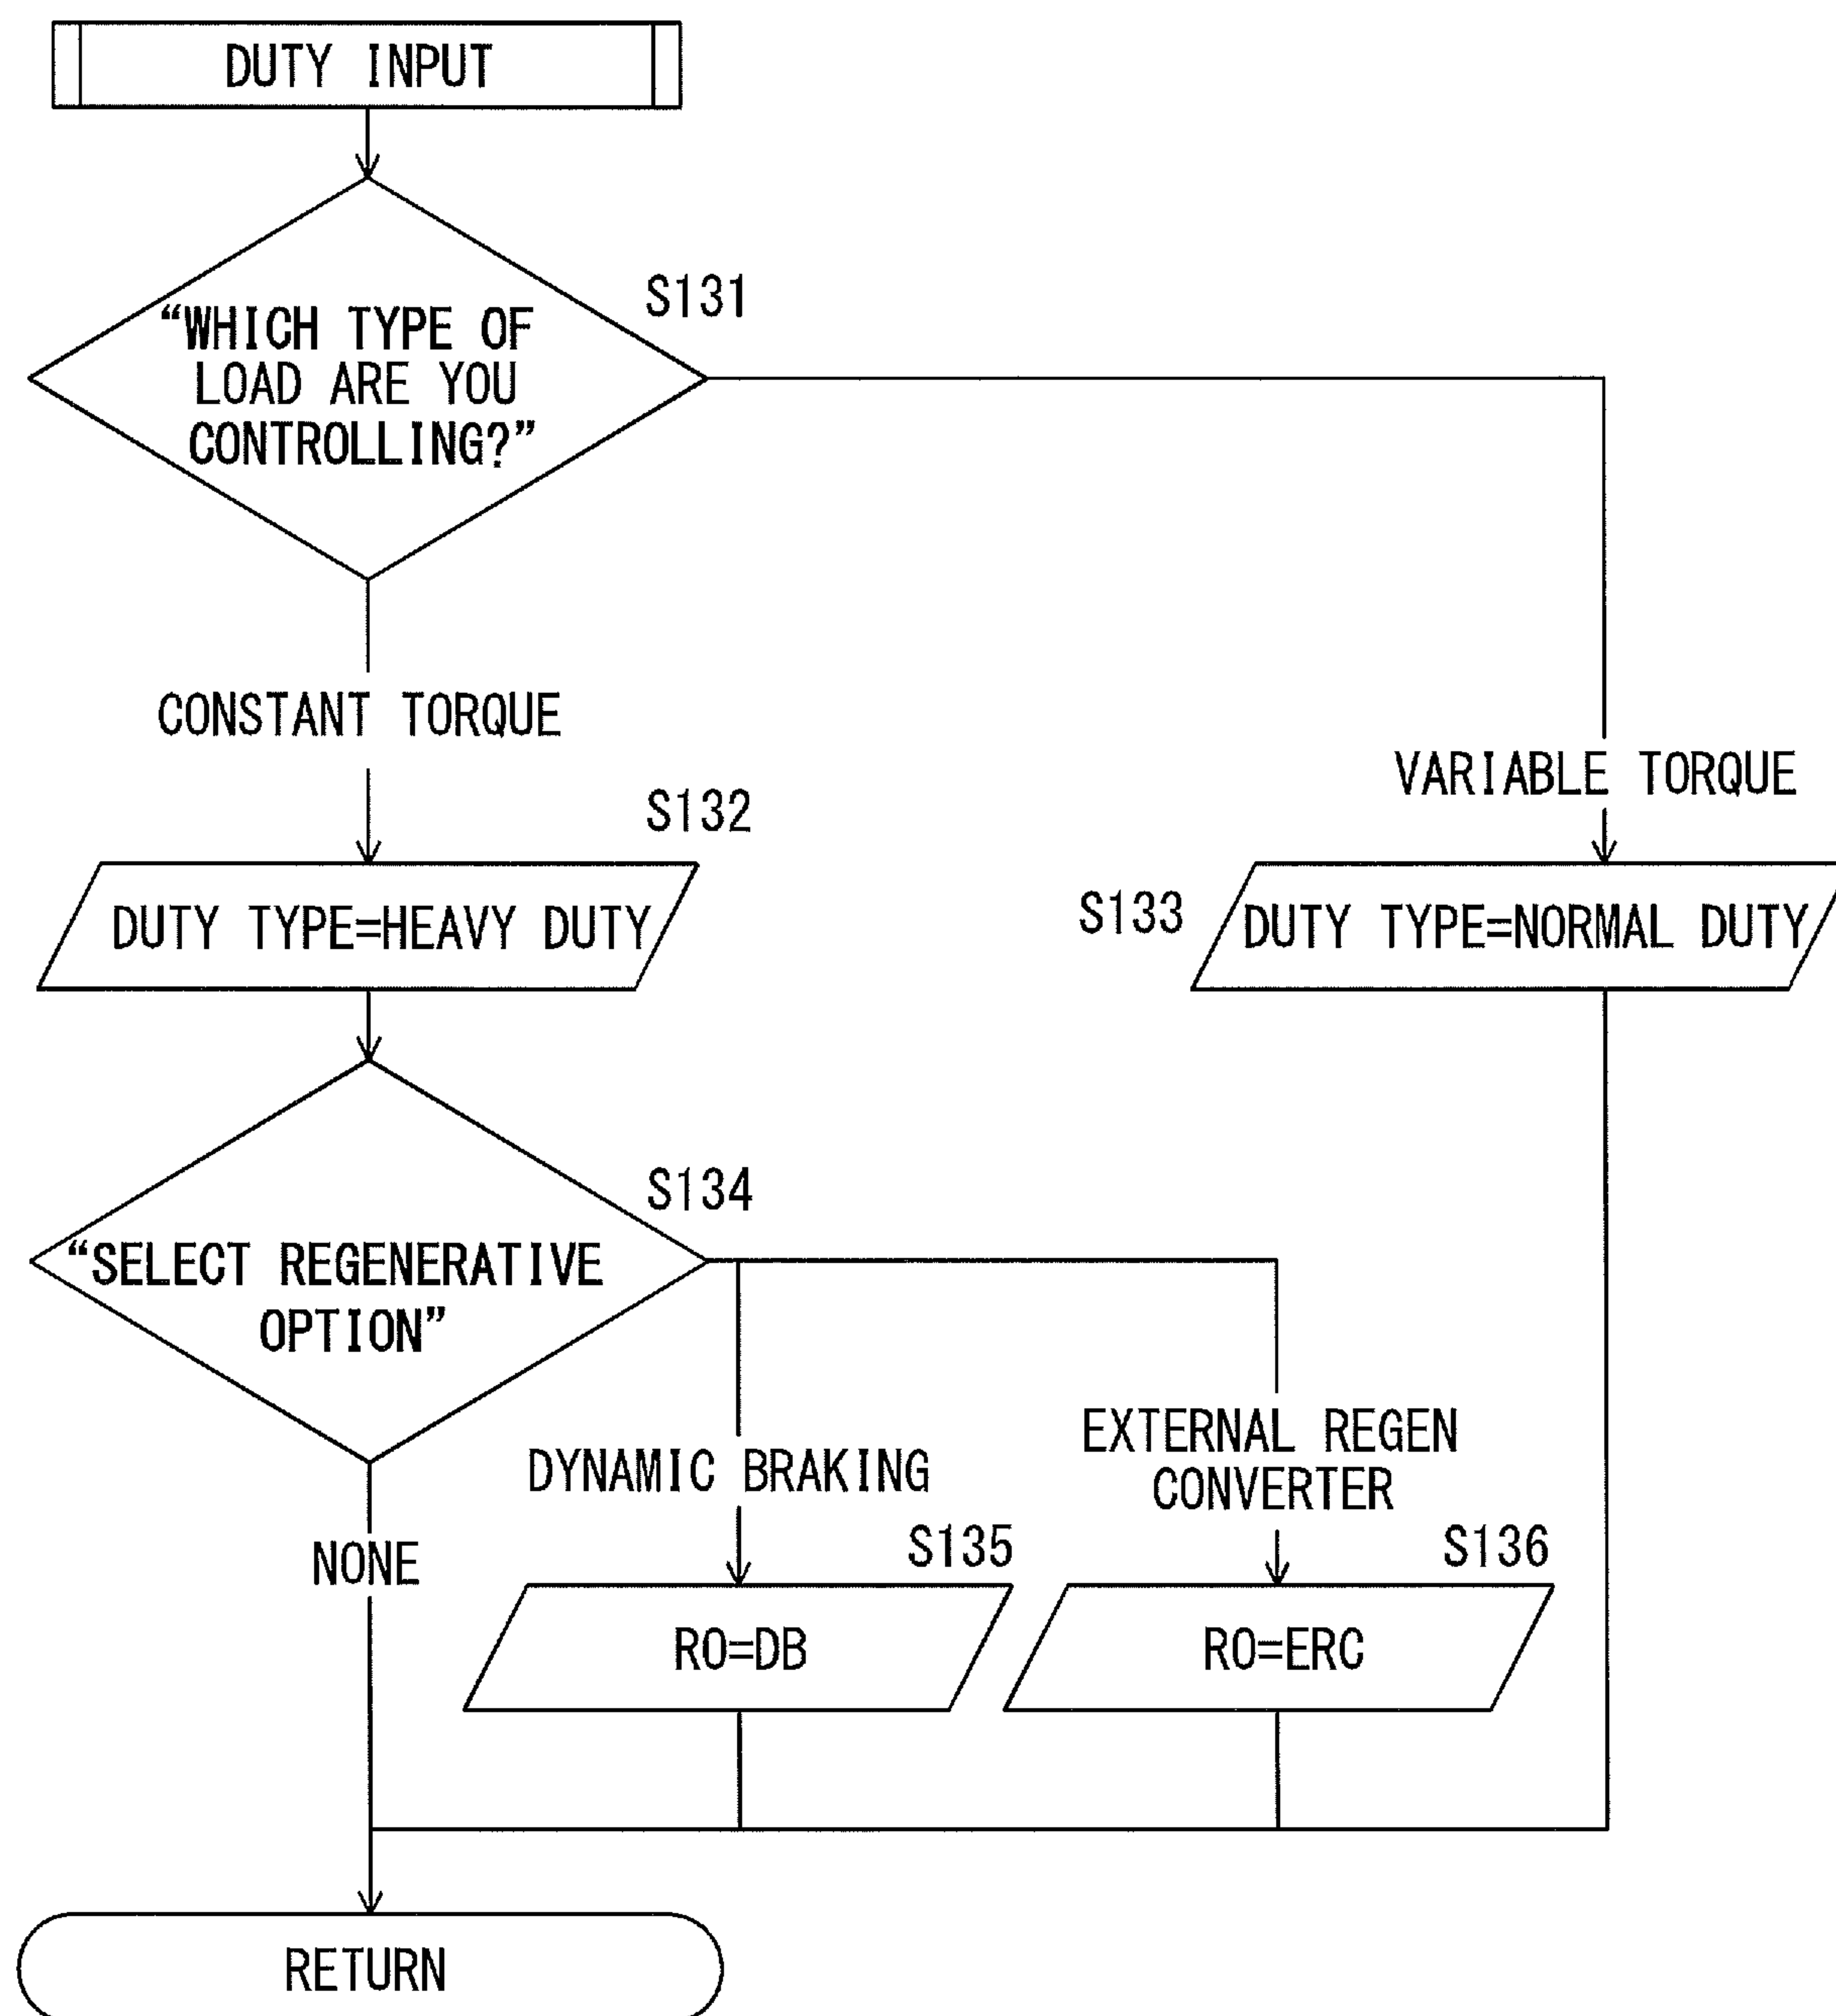 DUTY INPUT
S131
“WHICH TYPE OF
LOAD ARE YOU
CONTROLLING?”
CONSTANT TORQUE
VARIABLE TORQUE
S132
DUTY TYPE=HEAVY DUTY
S133
DUTY TYPE=NORMAL DUTY
S134
“SELECT REGENERATIVE
OPTION”
DYNAMIC BRAKING
EXTERNAL REGEN
CONVERTER
NONE
S135
S136
RO=DB
RO=ERC
RETURN